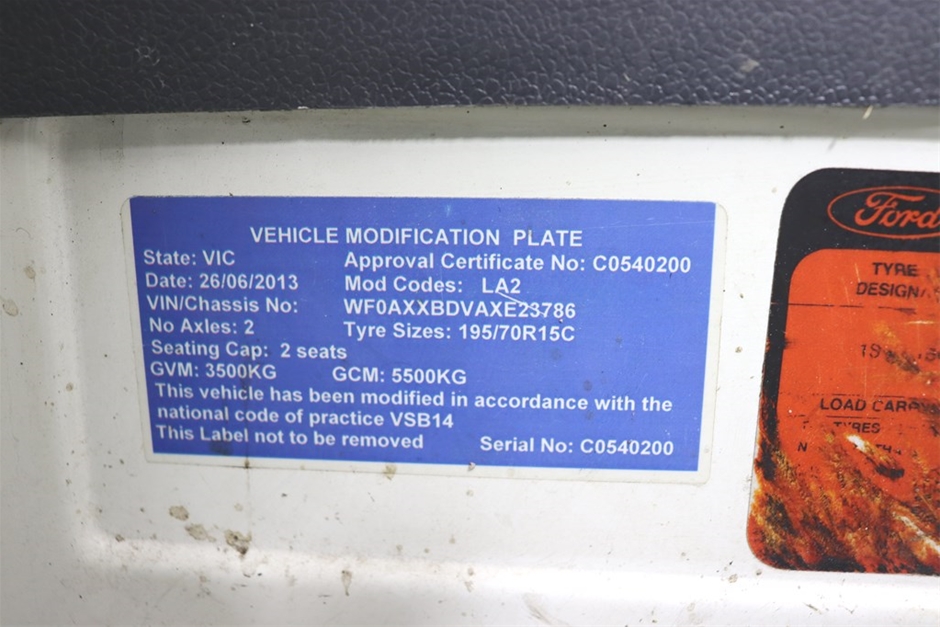 VEHICLE MODIFICATION PLATE
State: VIC Approval Certificate No: C0540200
Date: 26/06/2013 Mod Codes: LA2
VIN/Chassis No: WF0AXXBDVAXE23786
No Axles: 2 Tyre Sizes: 195/70R15C
Seating Cap: 2 seats
GVM: 3500KG GCM: 5500KG
This vehicle has been modified in accordance with the
national code of practice VSB14
This Label not to be removed Serial No: C0540200
Ford
TYRE
LOAD
TYRES